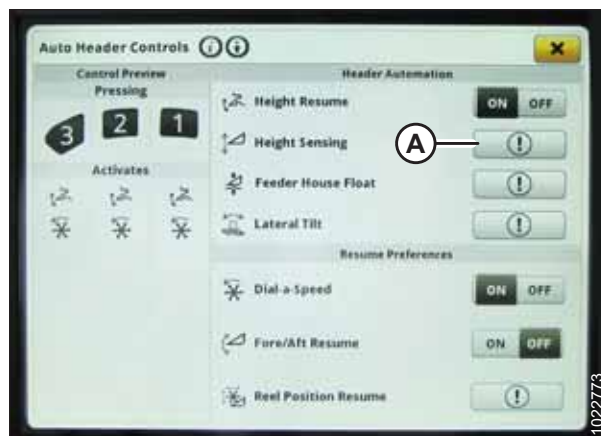 Auto Header Controls
Control Preview
Pressing
3 2 1
Activates
Header Automation
Height Resume ON OFF
Height Sensing A
Feeder House Float
Lateral Tilt
Resume Preferences
Dial-a-Speed ON OFF
Fore/Aft Resume ON OFF
Reel Position Resume
1022773